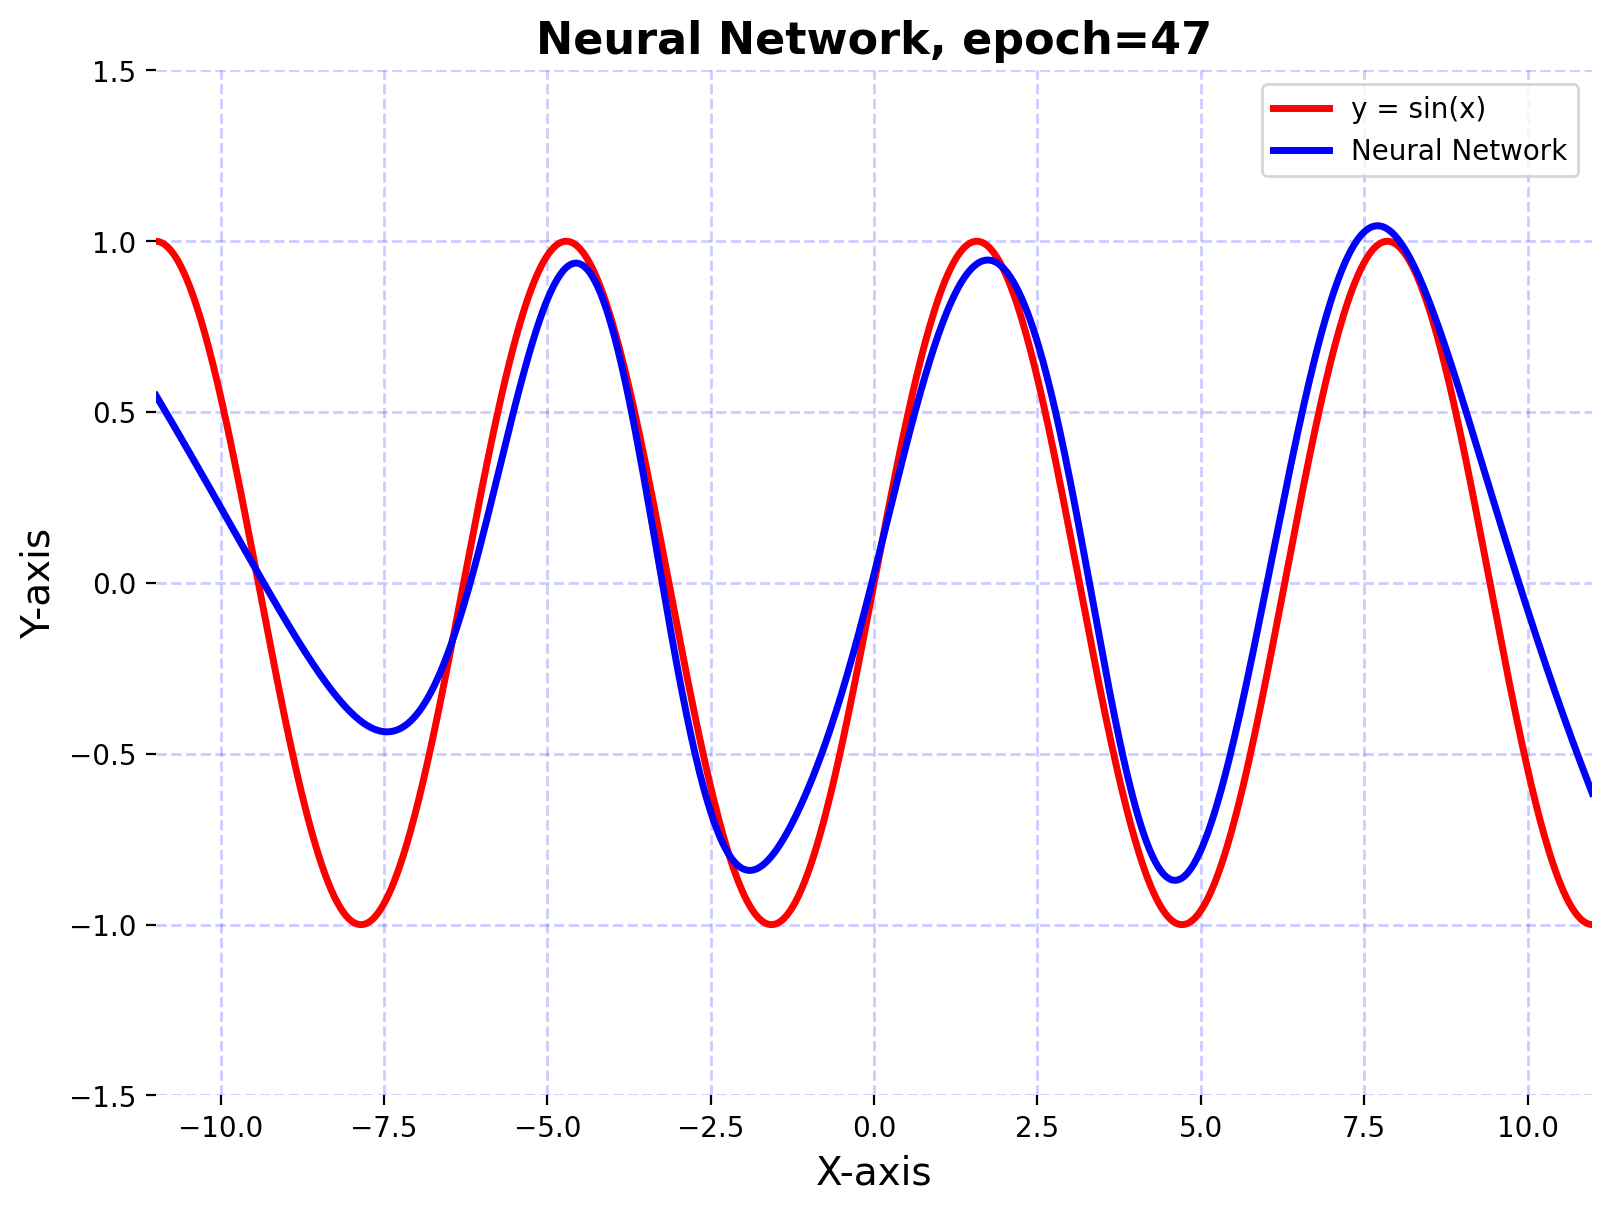 Neural Network, epoch=47
y = sin(x)
Neural Network
Y-axis
1.5
1.0
0.5
0.0
−0.5
−1.0
−1.5
−10.0 −7.5 −5.0 −2.5 0.0 2.5 5.0 7.5 10.0
X-axis